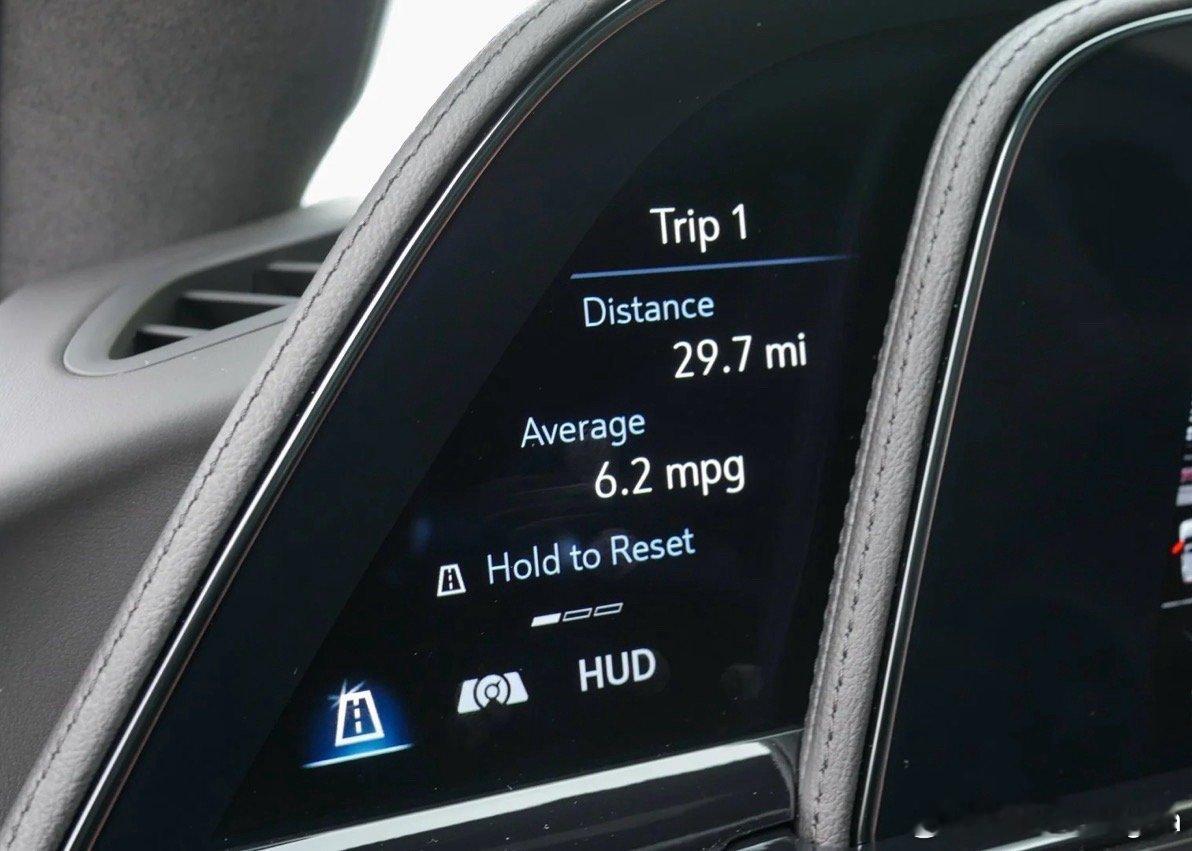 Trip 1
Distance
29.7 mi
Average
6.2 mpg
Hold to Reset
HUD